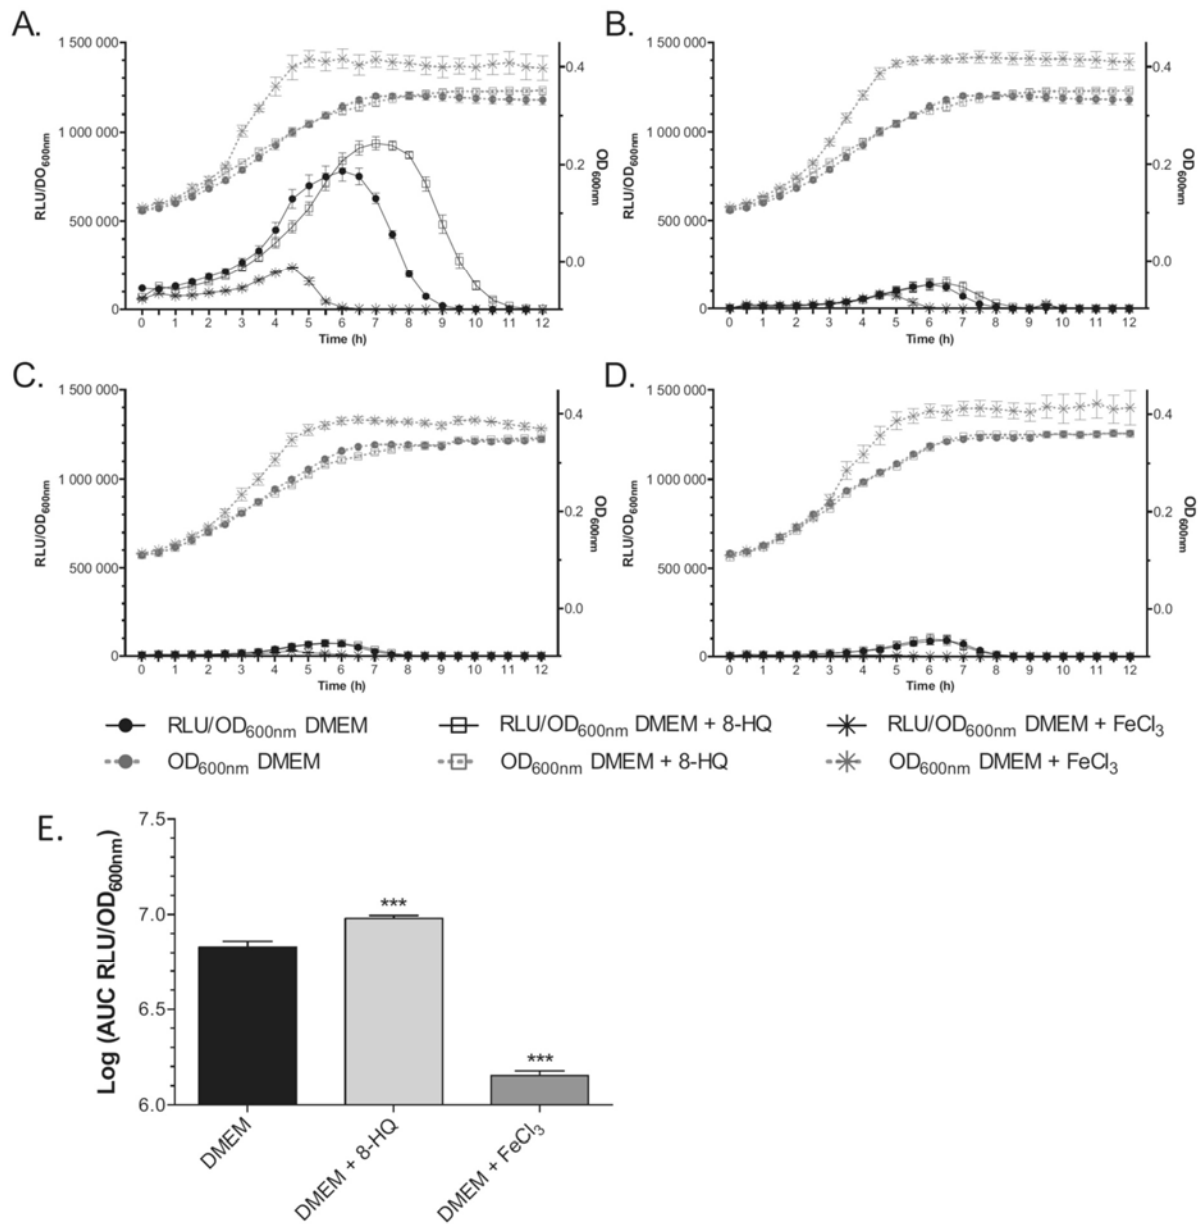 A.
B.
1 500 000
1 000 000
500 000
0
RLU/DO600nm
0.4
0.2
0.0
OD600nm
0 1 2 3 4 5 6 7 8 9 10 11 12
Time (h)
1 500 000
1 000 000
500 000
0
RLU/OD600nm
0.4
0.2
0.0
OD600nm
0 1 2 3 4 5 6 7 8 9 10 11 12
Time (h)
C.
D.
1 500 000
1 000 000
500 000
0
RLU/OD600nm
0.4
0.2
0.0
OD600nm
0 1 2 3 4 5 6 7 8 9 10 11 12
Time (h)
1 500 000
1 000 000
500 000
0
RLU/OD600nm
0.4
0.2
0.0
OD600nm
0 1 2 3 4 5 6 7 8 9 10 11 12
Time (h)
RLU/OD600nm DMEM
RLU/OD600nm DMEM + 8-HQ
RLU/OD600nm DMEM + FeCl3
OD600nm DMEM
OD600nm DMEM + 8-HQ
OD600nm DMEM + FeCl3
E.
Log (AUC RLU/OD600nm)
7.5
7.0
6.5
6.0
***
***
DMEM
DMEM + 8-HQ
DMEM + FeCl3